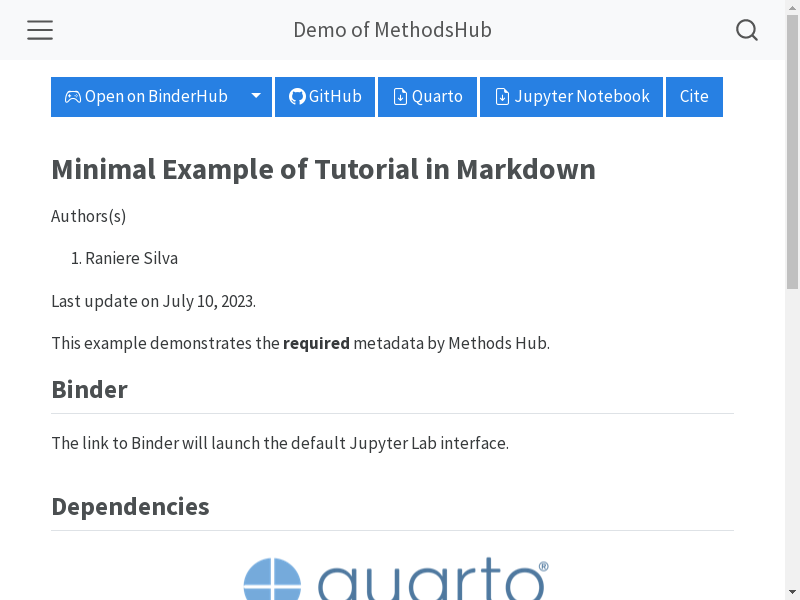 Demo of MethodsHub
Open on BinderHub
GitHub
Quarto
Jupyter Notebook
Cite
Minimal Example of Tutorial in Markdown
Authors(s)
1. Raniere Silva
Last update on July 10, 2023.
This example demonstrates the required metadata by Methods Hub.
Binder
The link to Binder will launch the default Jupyter Lab interface.
Dependencies
quarto®